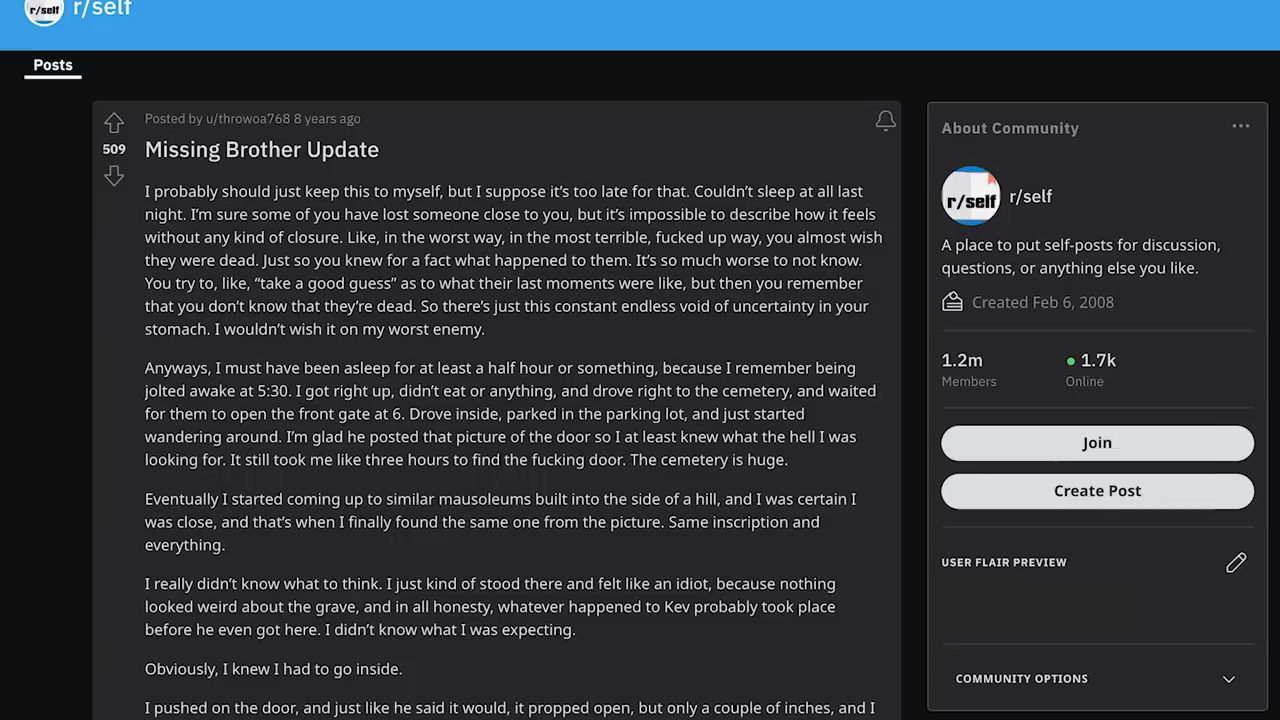 r/self
r/self
Posts
Posted by u/throwoa768 8 years ago
509
Missing Brother Update
I probably should just keep this to myself, but I suppose it's too late for that. Couldn't sleep at all last
night. I'm sure some of you have lost someone close to you, but it's impossible to describe how it feels
without any kind of closure. Like, in the worst way, in the most terrible, fucked up way, you almost wish
they were dead. Just so you knew for a fact what happened to them. It's so much worse to not know.
You try to, like, “take a good guess” as to what their last moments were like, but then you remember
that you don't know that they're dead. So there's just this constant endless void of uncertainty in your
stomach. I wouldn't wish it on my worst enemy.
Anyways, I must have been asleep for at least a half hour or something, because I remember being
jolted awake at 5:30. I got right up, didn't eat or anything, and drove right to the cemetery, and waited
for them to open the front gate at 6. Drove inside, parked in the parking lot, and just started
wandering around. I'm glad he posted that picture of the door so I at least knew what the hell I was
looking for. It still took me like three hours to find the fucking door. The cemetery is huge.
Eventually I started coming up to similar mausoleums built into the side of a hill, and I was certain I
was close, and that's when I finally found the same one from the picture. Same inscription and
everything.
I really didn't know what to think. I just kind of stood there and felt like an idiot, because nothing
looked weird about the grave, and in all honesty, whatever happened to Kev probably took place
before he even got here. I didn't know what I was expecting.
Obviously, I knew I had to go inside.
I pushed on the door, and just like he said it would, it propped open, but only a couple of inches, and I
About Community
r/self
r/self
A place to put self-posts for discussion,
questions, or anything else you like.
Created Feb 6, 2008
1.2m
Members
1.7k
Online
Join
Create Post
USER FLAIR PREVIEW
COMMUNITY OPTIONS